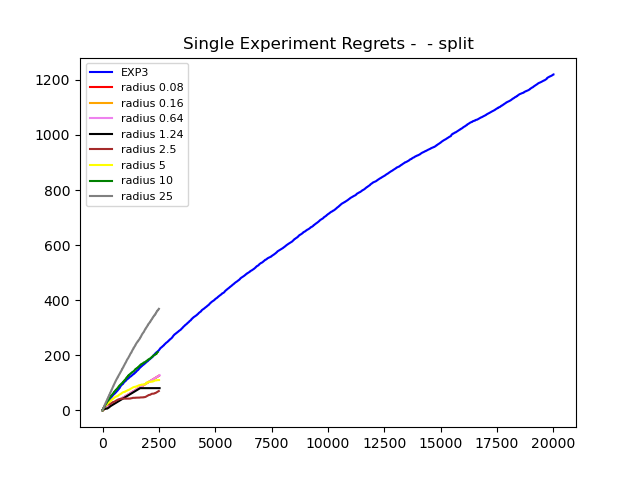 Single Experiment Regrets -  - split
EXP3
radius 0.08
radius 0.16
radius 0.64
radius 1.24
radius 2.5
radius 5
radius 10
radius 25
1200
1000
800
600
400
200
0
0 2500 5000 7500 10000 12500 15000 17500 20000